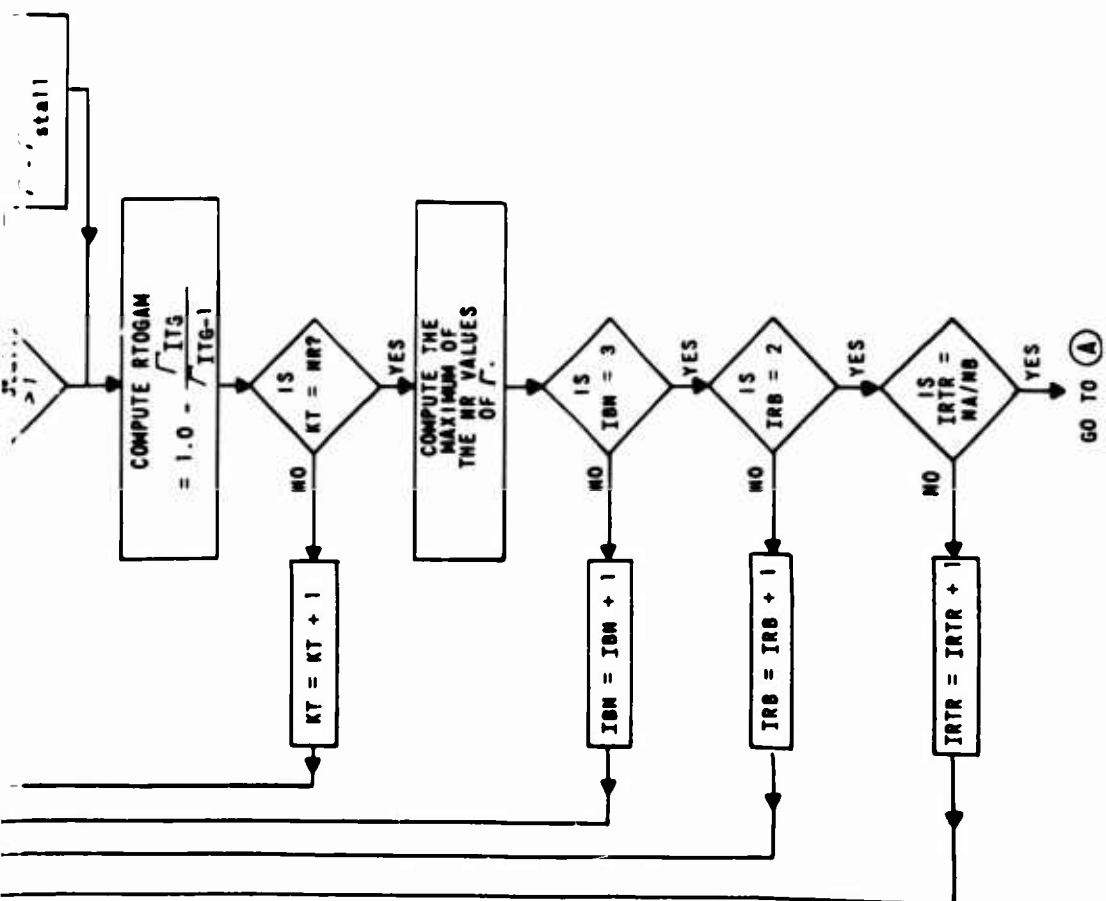 stall
> 1
COMPUTE RTOGAM
= 1.0 - Γ ITG / Γ ITG-1
IS
KT = NR?
NO
YES
KT = KT + 1
COMPUTE THE
MAXIMUM OF
THE NR VALUES
OF Γ.
IS
IBN = 3
NO
YES
IBN = IBN + 1
IS
IRB = 2
NO
YES
IRB = IRB + 1
IS
IRTR =
NA/NB
NO
YES
IRTR = IRTR + 1
GO TO A